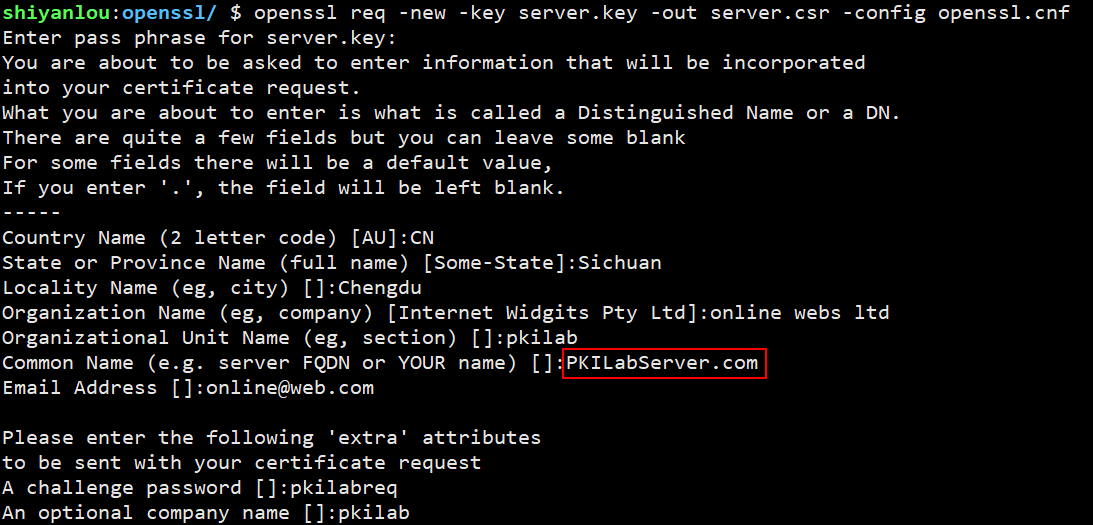 shiyanlou:openssl/ $ openssl req -new -key server.key -out server.csr -config openssl.cnf
Enter pass phrase for server.key:
You are about to be asked to enter information that will be incorporated
into your certificate request.
What you are about to enter is what is called a Distinguished Name or a DN.
There are quite a few fields but you can leave some blank
For some fields there will be a default value,
If you enter '.', the field will be left blank.
-----
Country Name (2 letter code) [AU]:CN
State or Province Name (full name) [Some-State]:Sichuan
Locality Name (eg, city) []:Chengdu
Organization Name (eg, company) [Internet Widgits Pty Ltd]:online webs ltd
Organizational Unit Name (eg, section) []:pkilab
Common Name (e.g. server FQDN or YOUR name) []:PKILabServer.com
Email Address []:online@web.com

Please enter the following 'extra' attributes
to be sent with your certificate request
A challenge password []:pkilabreq
An optional company name []:pkilab